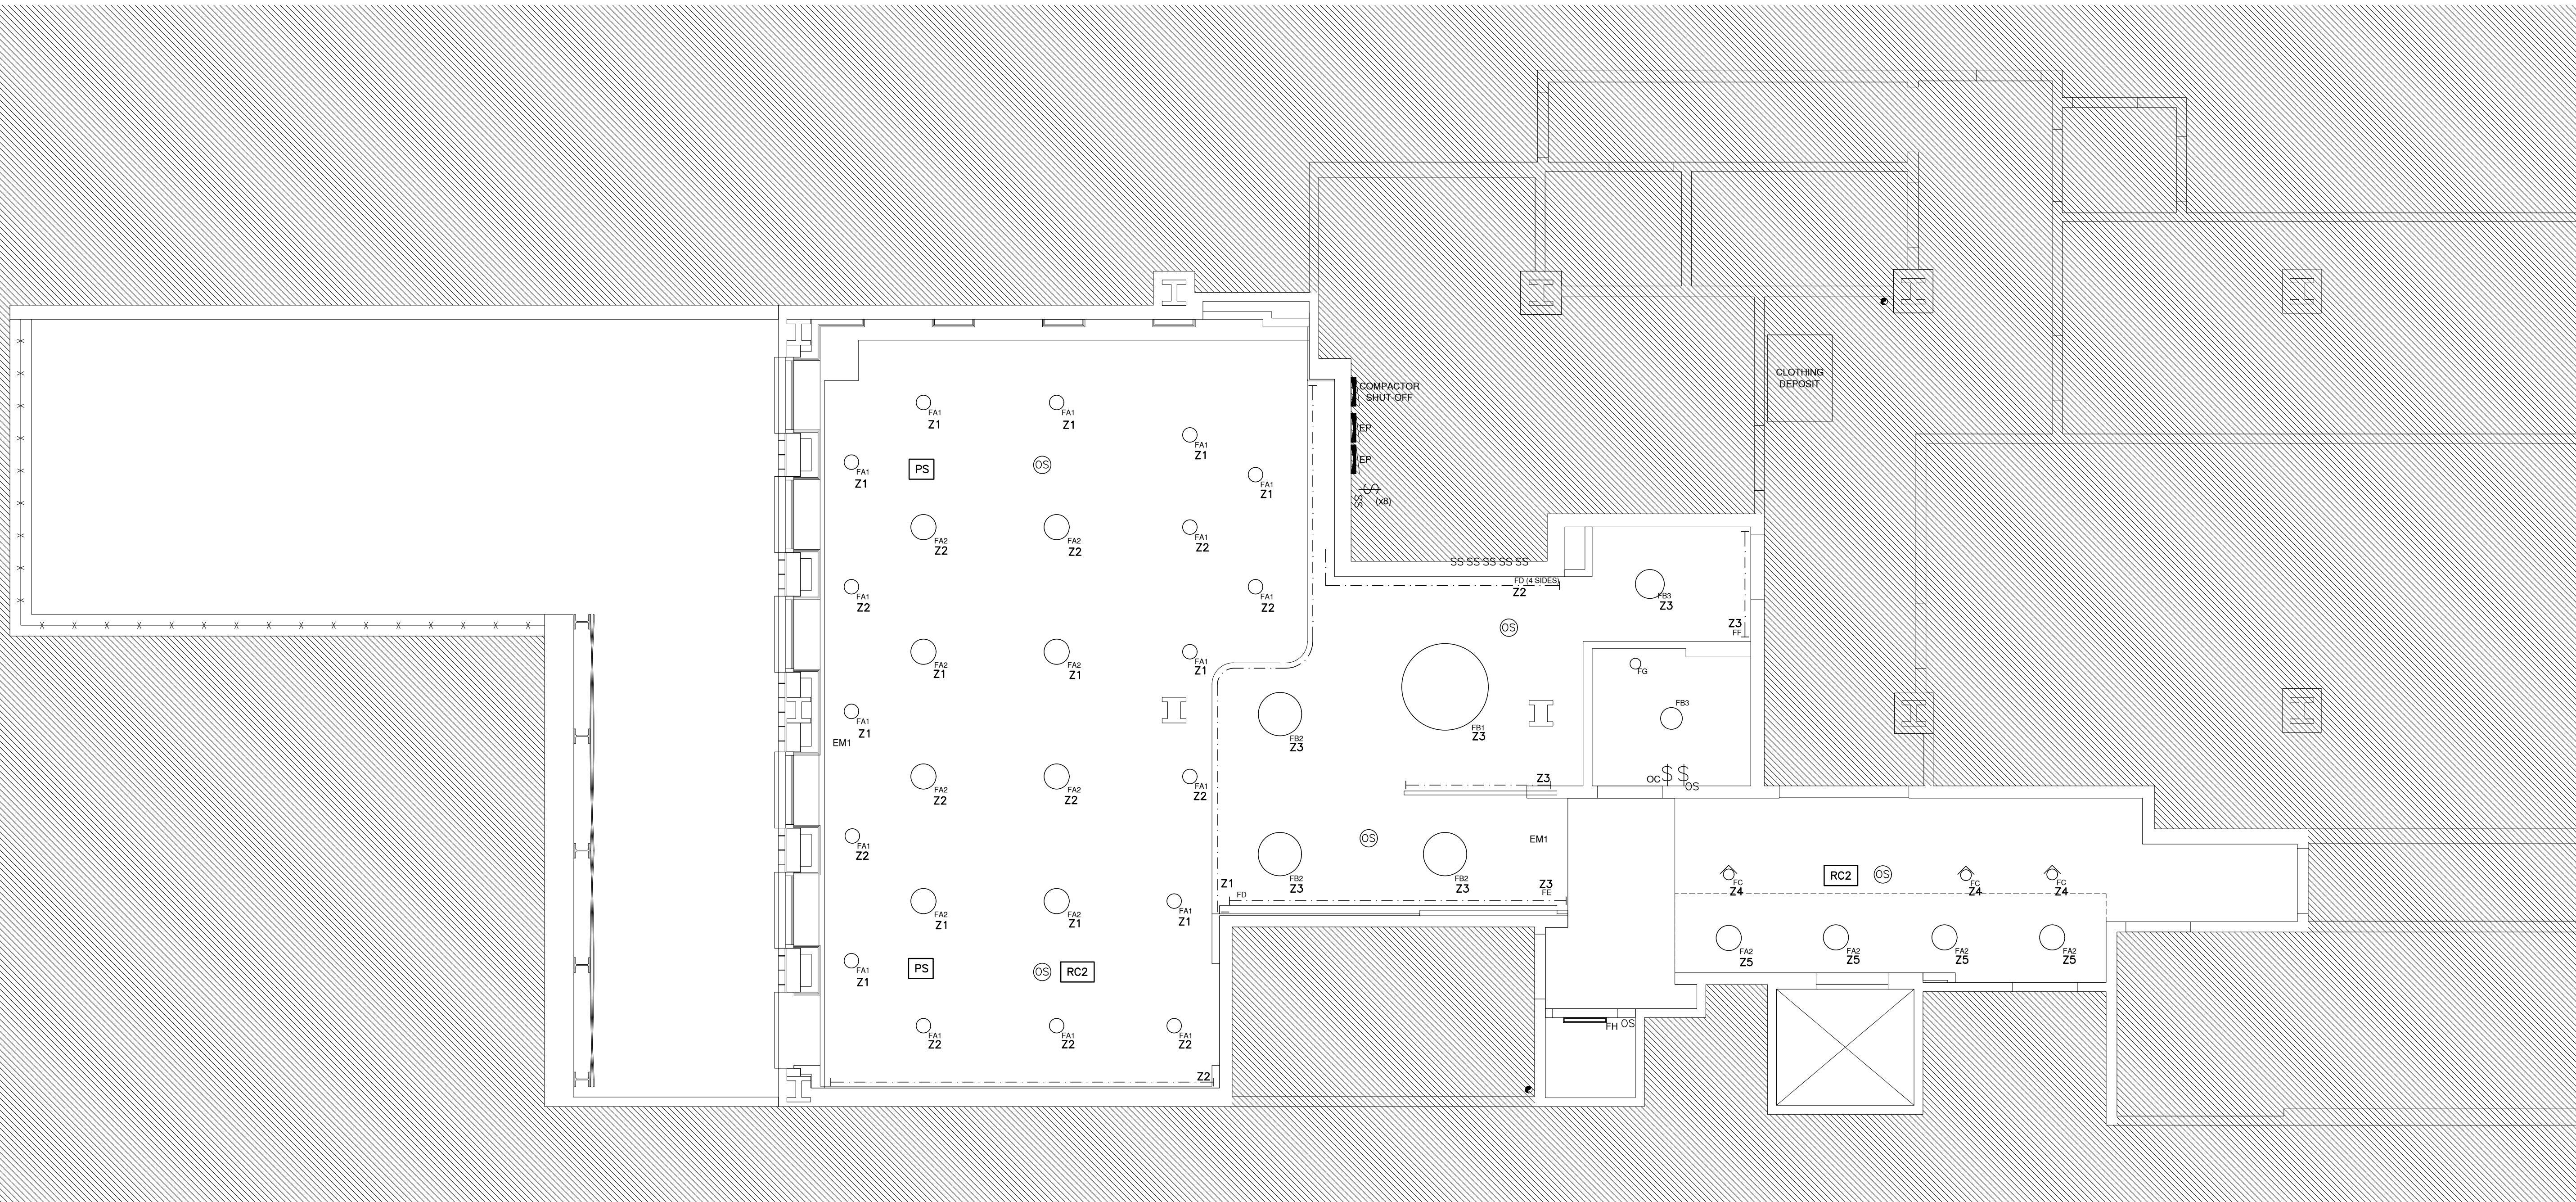 CLOTHING
DEPOSIT
COMPACTOR
SHUT-OFF
EP
EP
SS
S
(x8)
FA1
Z1
FA1
Z1
FA1
Z1
FA1
Z1
FA1
Z1
PS
OS
FA2
Z2
FA2
Z2
FA1
Z2
SS SS SS SS SS
FD (4 SIDES)
Z2
FA1
Z2
FA1
Z2
FB3
Z3
OS
Z3
FF
FA2
Z1
FA2
Z1
FA1
Z1
FG
FB3
FA1
Z1
EM1
FB2
Z3
FB1
Z3
FA2
Z2
FA2
Z2
FA1
Z2
Z3
OC
$ $
OS
FA1
Z2
OS
EM1
FB2
Z3
FB2
Z3
Z1
FD
Z3
FE
FC
Z4
RC2
OS
FC
Z4
FC
Z4
FA2
Z1
FA2
Z1
FA1
Z1
FA2
Z5
FA2
Z5
FA2
Z5
FA2
Z5
FA1
Z1
PS
OS
RC2
FA1
Z2
FA1
Z2
FA1
Z2
FH
OS
Z2